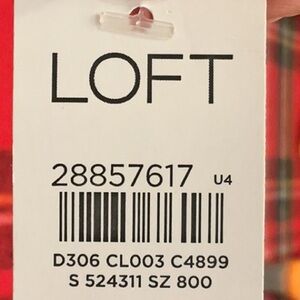 LOFT
28857617 U4
D306 CL003 C4899
S 524311 SZ 800